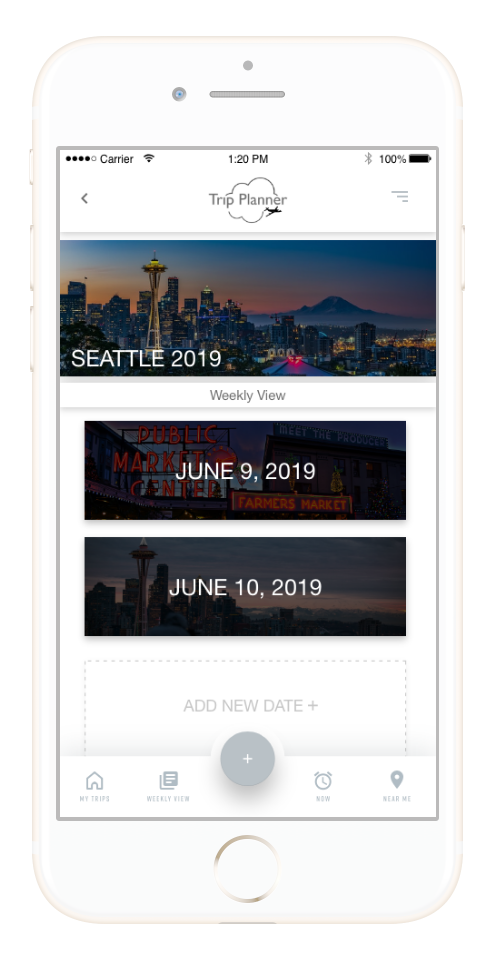 Carrier 1:20 PM 100%
Trip Planner
SEATTLE 2019
Weekly View
PUBLIC
MARKET
CENTER
MEET THE PRODUCERS
FARMERS MARKET
JUNE 9, 2019
JUNE 10, 2019
ADD NEW DATE +
+
MY TRIPS WEEKLY VIEW NOW NEAR ME